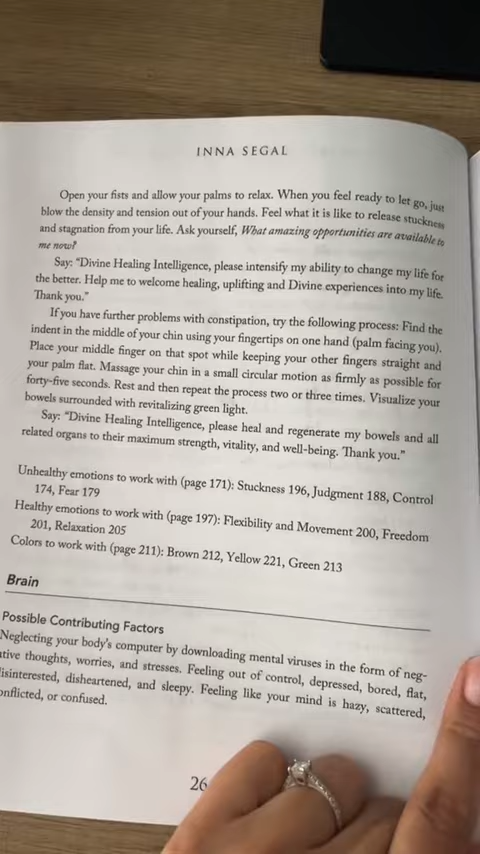 INNA SEGAL
Open your fists and allow your palms to relax. When you feel ready to let go, just
blow the density and tension out of your hands. Feel what it is like to release stuckness
and stagnation from your life. Ask yourself, What amazing opportunities are available to
me now?
Say: “Divine Healing Intelligence, please intensify my ability to change my life for
the better. Help me to welcome healing, uplifting and Divine experiences into my life.
Thank you.”
If you have further problems with constipation, try the following process: Find the
indent in the middle of your chin using your fingertips on one hand (palm facing you).
Place your middle finger on that spot while keeping your other fingers straight and
your palm flat. Massage your chin in a small circular motion as firmly as possible for
forty-five seconds. Rest and then repeat the process two or three times. Visualize your
bowels surrounded with revitalizing green light.
Say: “Divine Healing Intelligence, please heal and regenerate my bowels and all
related organs to their maximum strength, vitality, and well-being. Thank you.”
Unhealthy emotions to work with (page 171): Stuckness 196, Judgment 188, Control
174, Fear 179
Healthy emotions to work with (page 197): Flexibility and Movement 200, Freedom
201, Relaxation 205
Colors to work with (page 211): Brown 212, Yellow 221, Green 213
Brain
Possible Contributing Factors
Neglecting your body’s computer by downloading mental viruses in the form of neg-
ative thoughts, worries, and stresses. Feeling out of control, depressed, bored, flat,
disinterested, disheartened, and sleepy. Feeling like your mind is hazy, scattered,
conflicted, or confused.
26